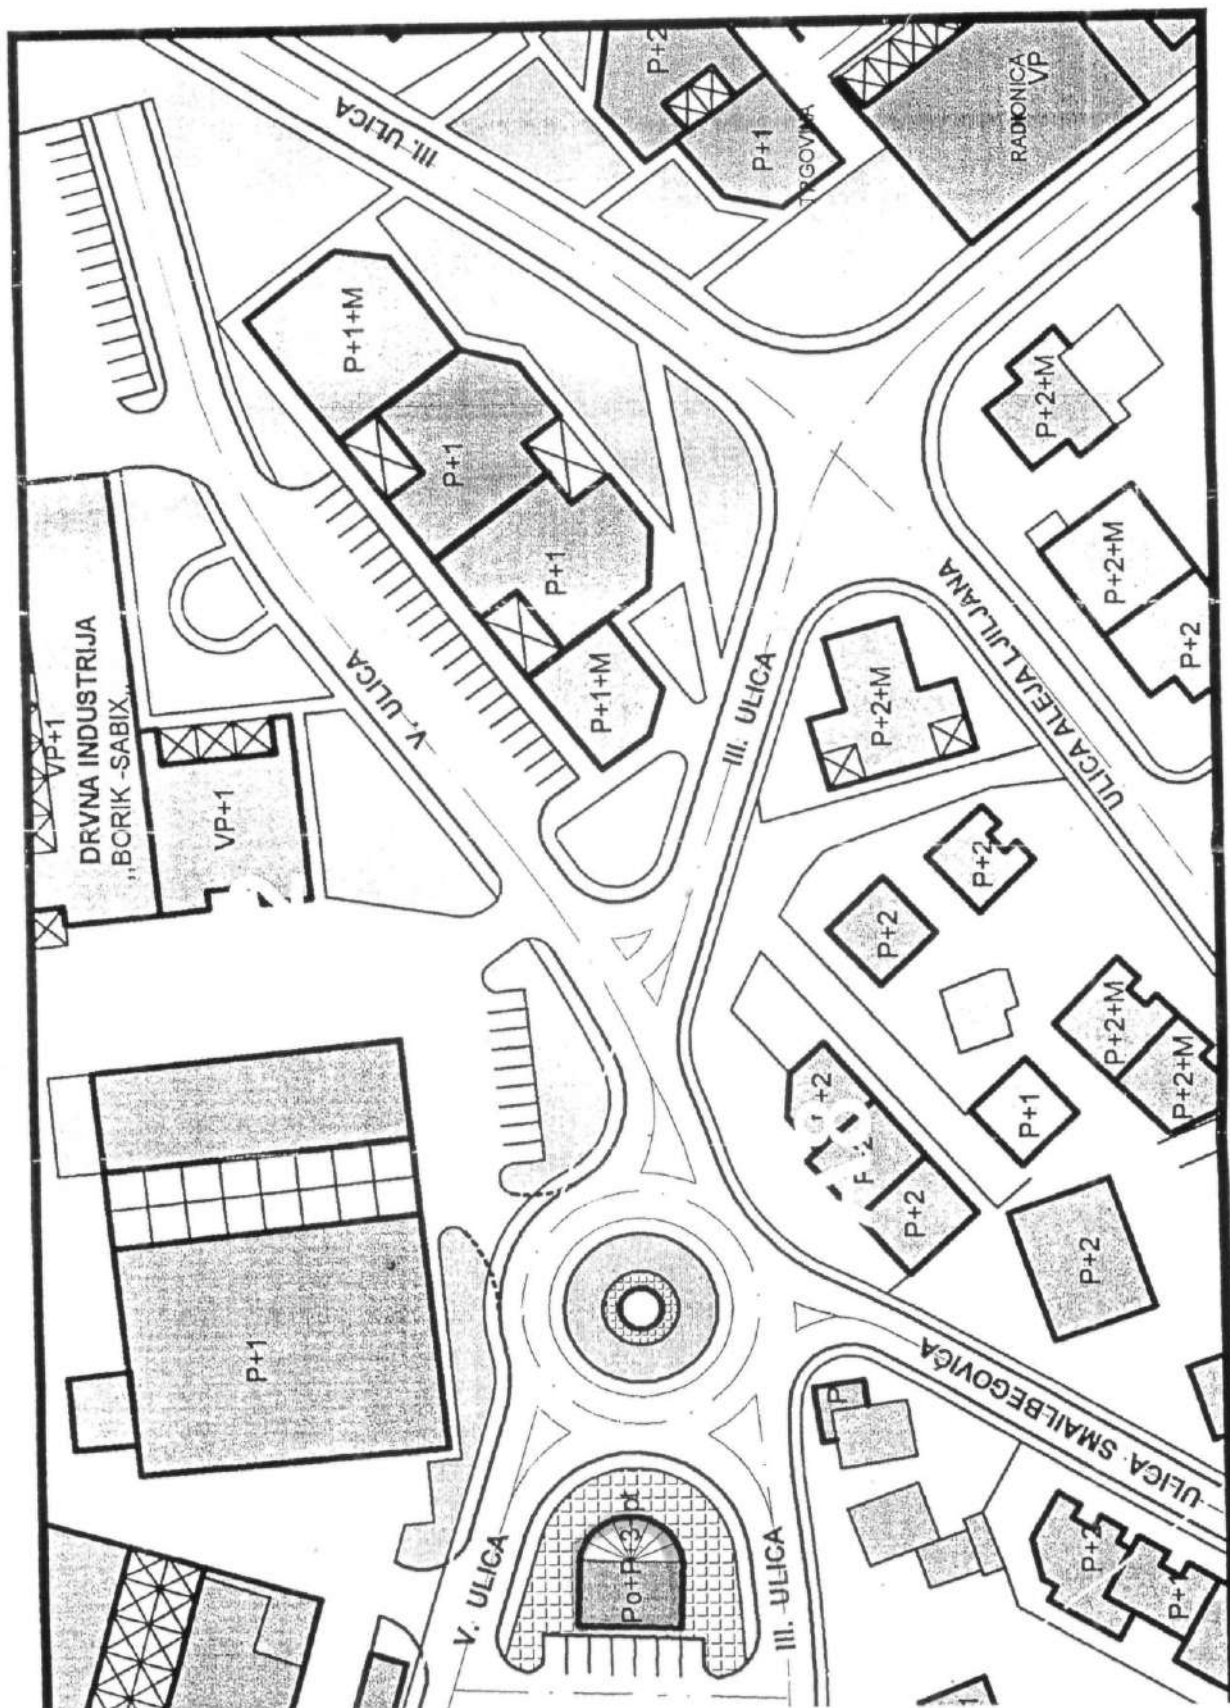 P+2
III. ULICA
P+1
TRGOVINA
RADIONICA
VP
P+1+M
P+1
P+2+M
P+1
P+2+M
ULICA ALEJA LJILJANA
P+2
P+1+M
V. ULICA
III. ULICA
P+2+M
VP+1
DRVNA INDUSTRIJA
,,BORIK -SABIX,,
VP+1
P+2
P+2
P+2+M
P+2+M
P+1
P+2
P+2
P+1
ULICA SMAILBEGOVIĆA
P
V. ULICA
III. ULICA
P+2